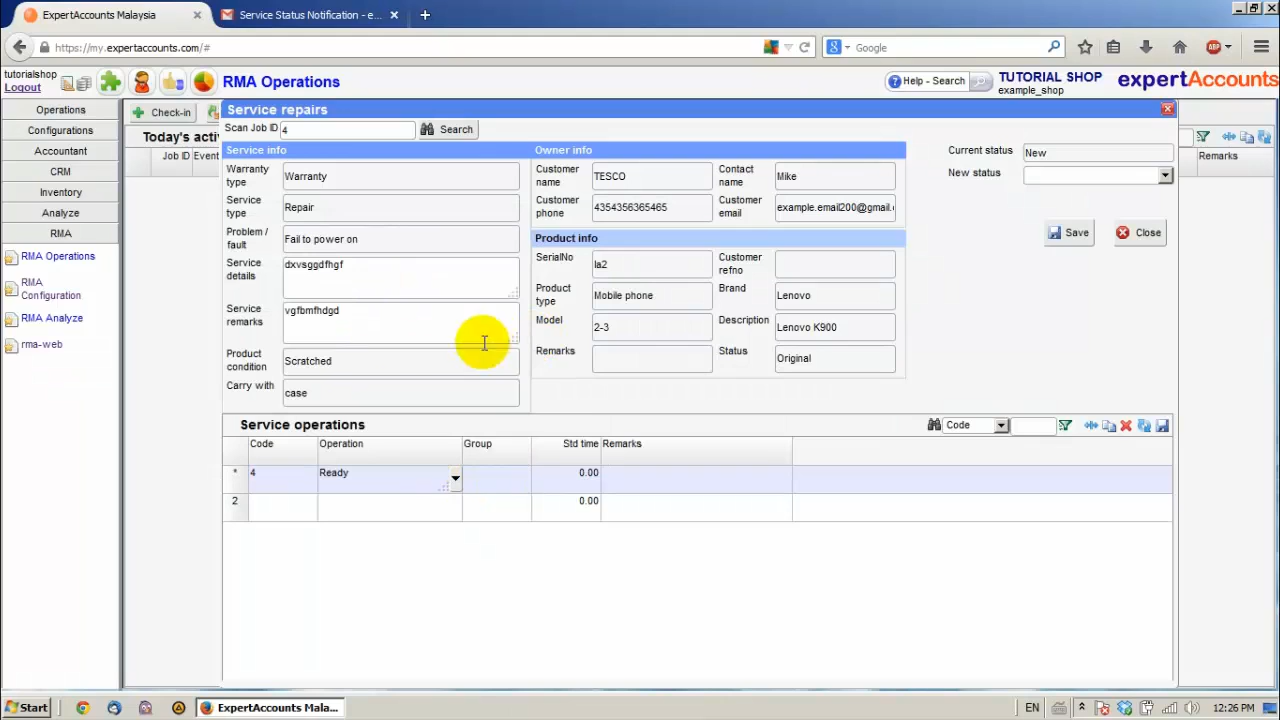 ExpertAccounts Malaysia
Service Status Notification - e...
https://my.expertaccounts.com/#
Google
ABP
tutorialshop
Logout
RMA Operations
Help - Search
TUTORIAL SHOP
example_shop
expertAccounts
Operations
Configurations
Accountant
CRM
Inventory
Analyze
RMA
RMA Operations
RMA
Configuration
RMA Analyze
rma-web
Check-in
Today's acti
Job ID
Event
Remarks
Service repairs
Scan Job ID
4
Search
Service info
Warranty
type
Warranty
Service
type
Repair
Problem /
fault
Fail to power on
Service
details
dxvsggdfhgf
Service
remarks
vgfbmfhdgd
Product
condition
Scratched
Carry with
case
Owner info
Customer
name
TESCO
Contact
name
Mike
Customer
phone
4354356365465
Customer
email
example.email200@gmail.
Product info
SerialNo
la2
Customer
refno
Product
type
Mobile phone
Brand
Lenovo
Model
2-3
Description
Lenovo K900
Remarks
Status
Original
Current status
New
New status
Save
Close
Service operations
Code
Code
Operation
Group
Std time
Remarks
*
4
Ready
0.00
2
0.00
Start
ExpertAccounts Mala...
EN
12:26 PM